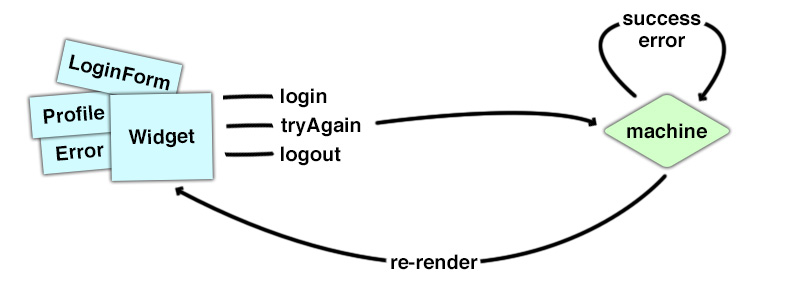 LoginForm
Profile
Error
Widget
login
tryAgain
logout
success
error
machine
re-render